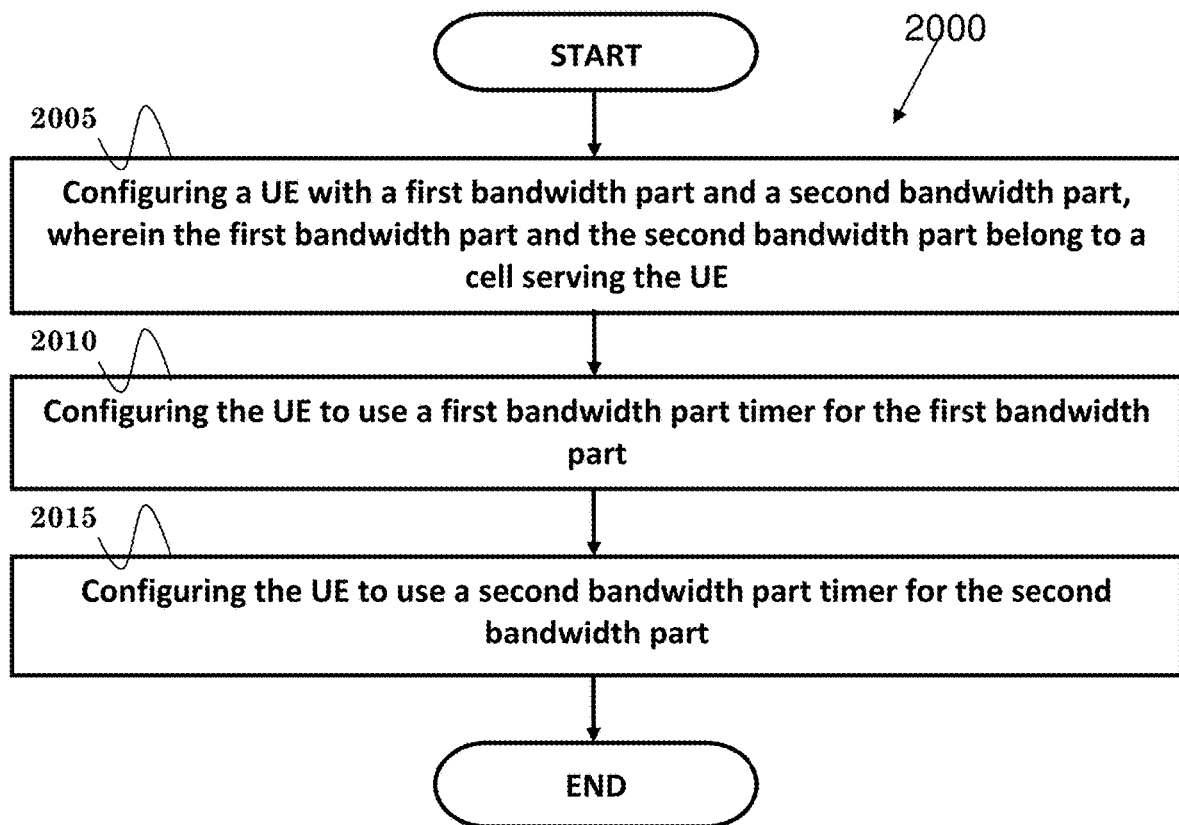 2000
START
2005
Configuring a UE with a first bandwidth part and a second bandwidth part,
wherein the first bandwidth part and the second bandwidth part belong to a
cell serving the UE
2010
Configuring the UE to use a first bandwidth part timer for the first bandwidth
part
2015
Configuring the UE to use a second bandwidth part timer for the second
bandwidth part
END